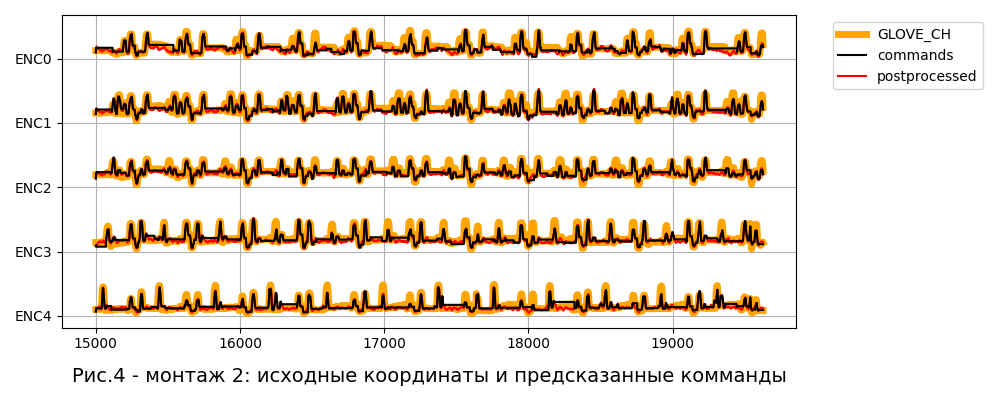 GLOVE_CH
commands
postprocessed
ENC0
ENC1
ENC2
ENC3
ENC4
15000 16000 17000 18000 19000
Рис.4 - монтаж 2: исходные координаты и предсказанные комманды